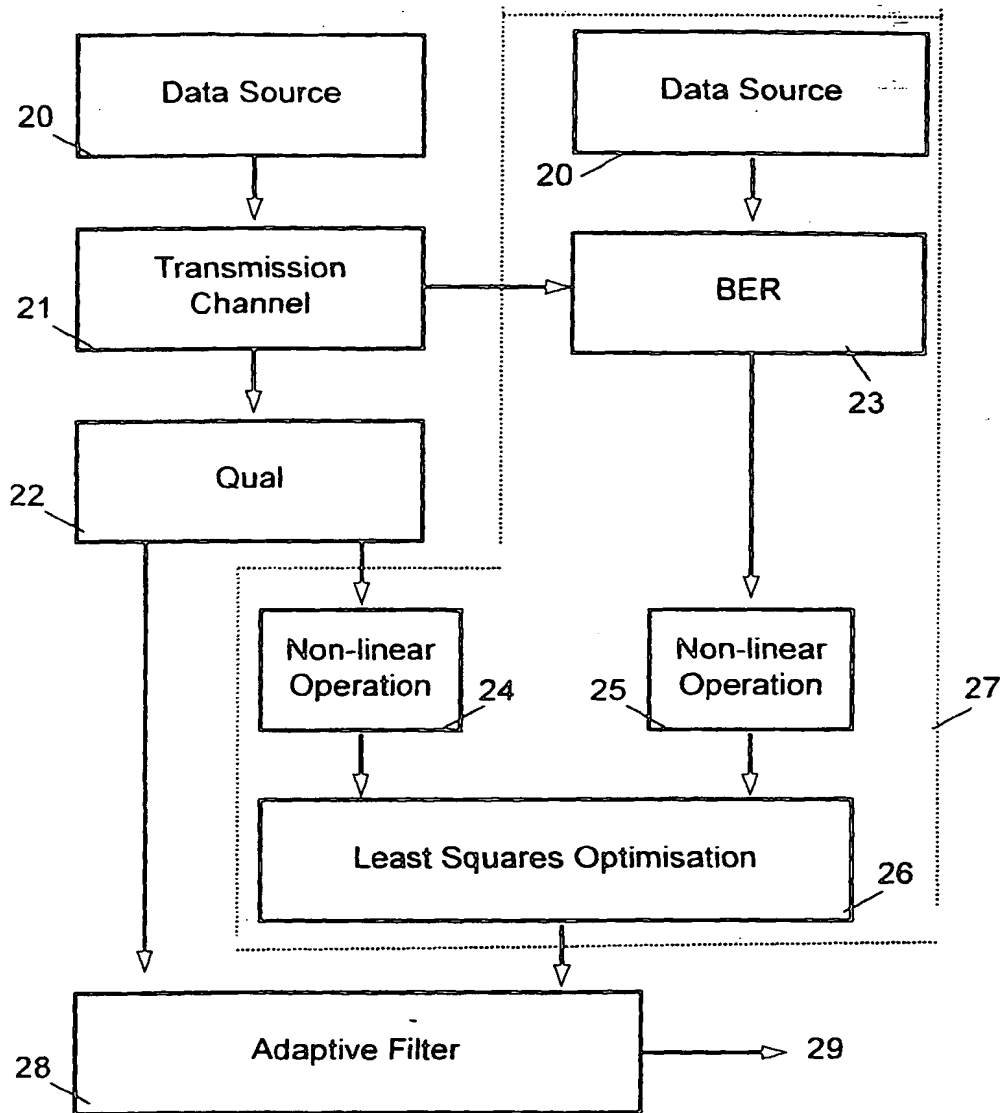 Data Source
20
Data Source
20
Transmission
Channel
21
BER
23
Qual
22
Non-linear
Operation
24
Non-linear
Operation
25
27
Least Squares Optimisation
26
Adaptive Filter
28
29